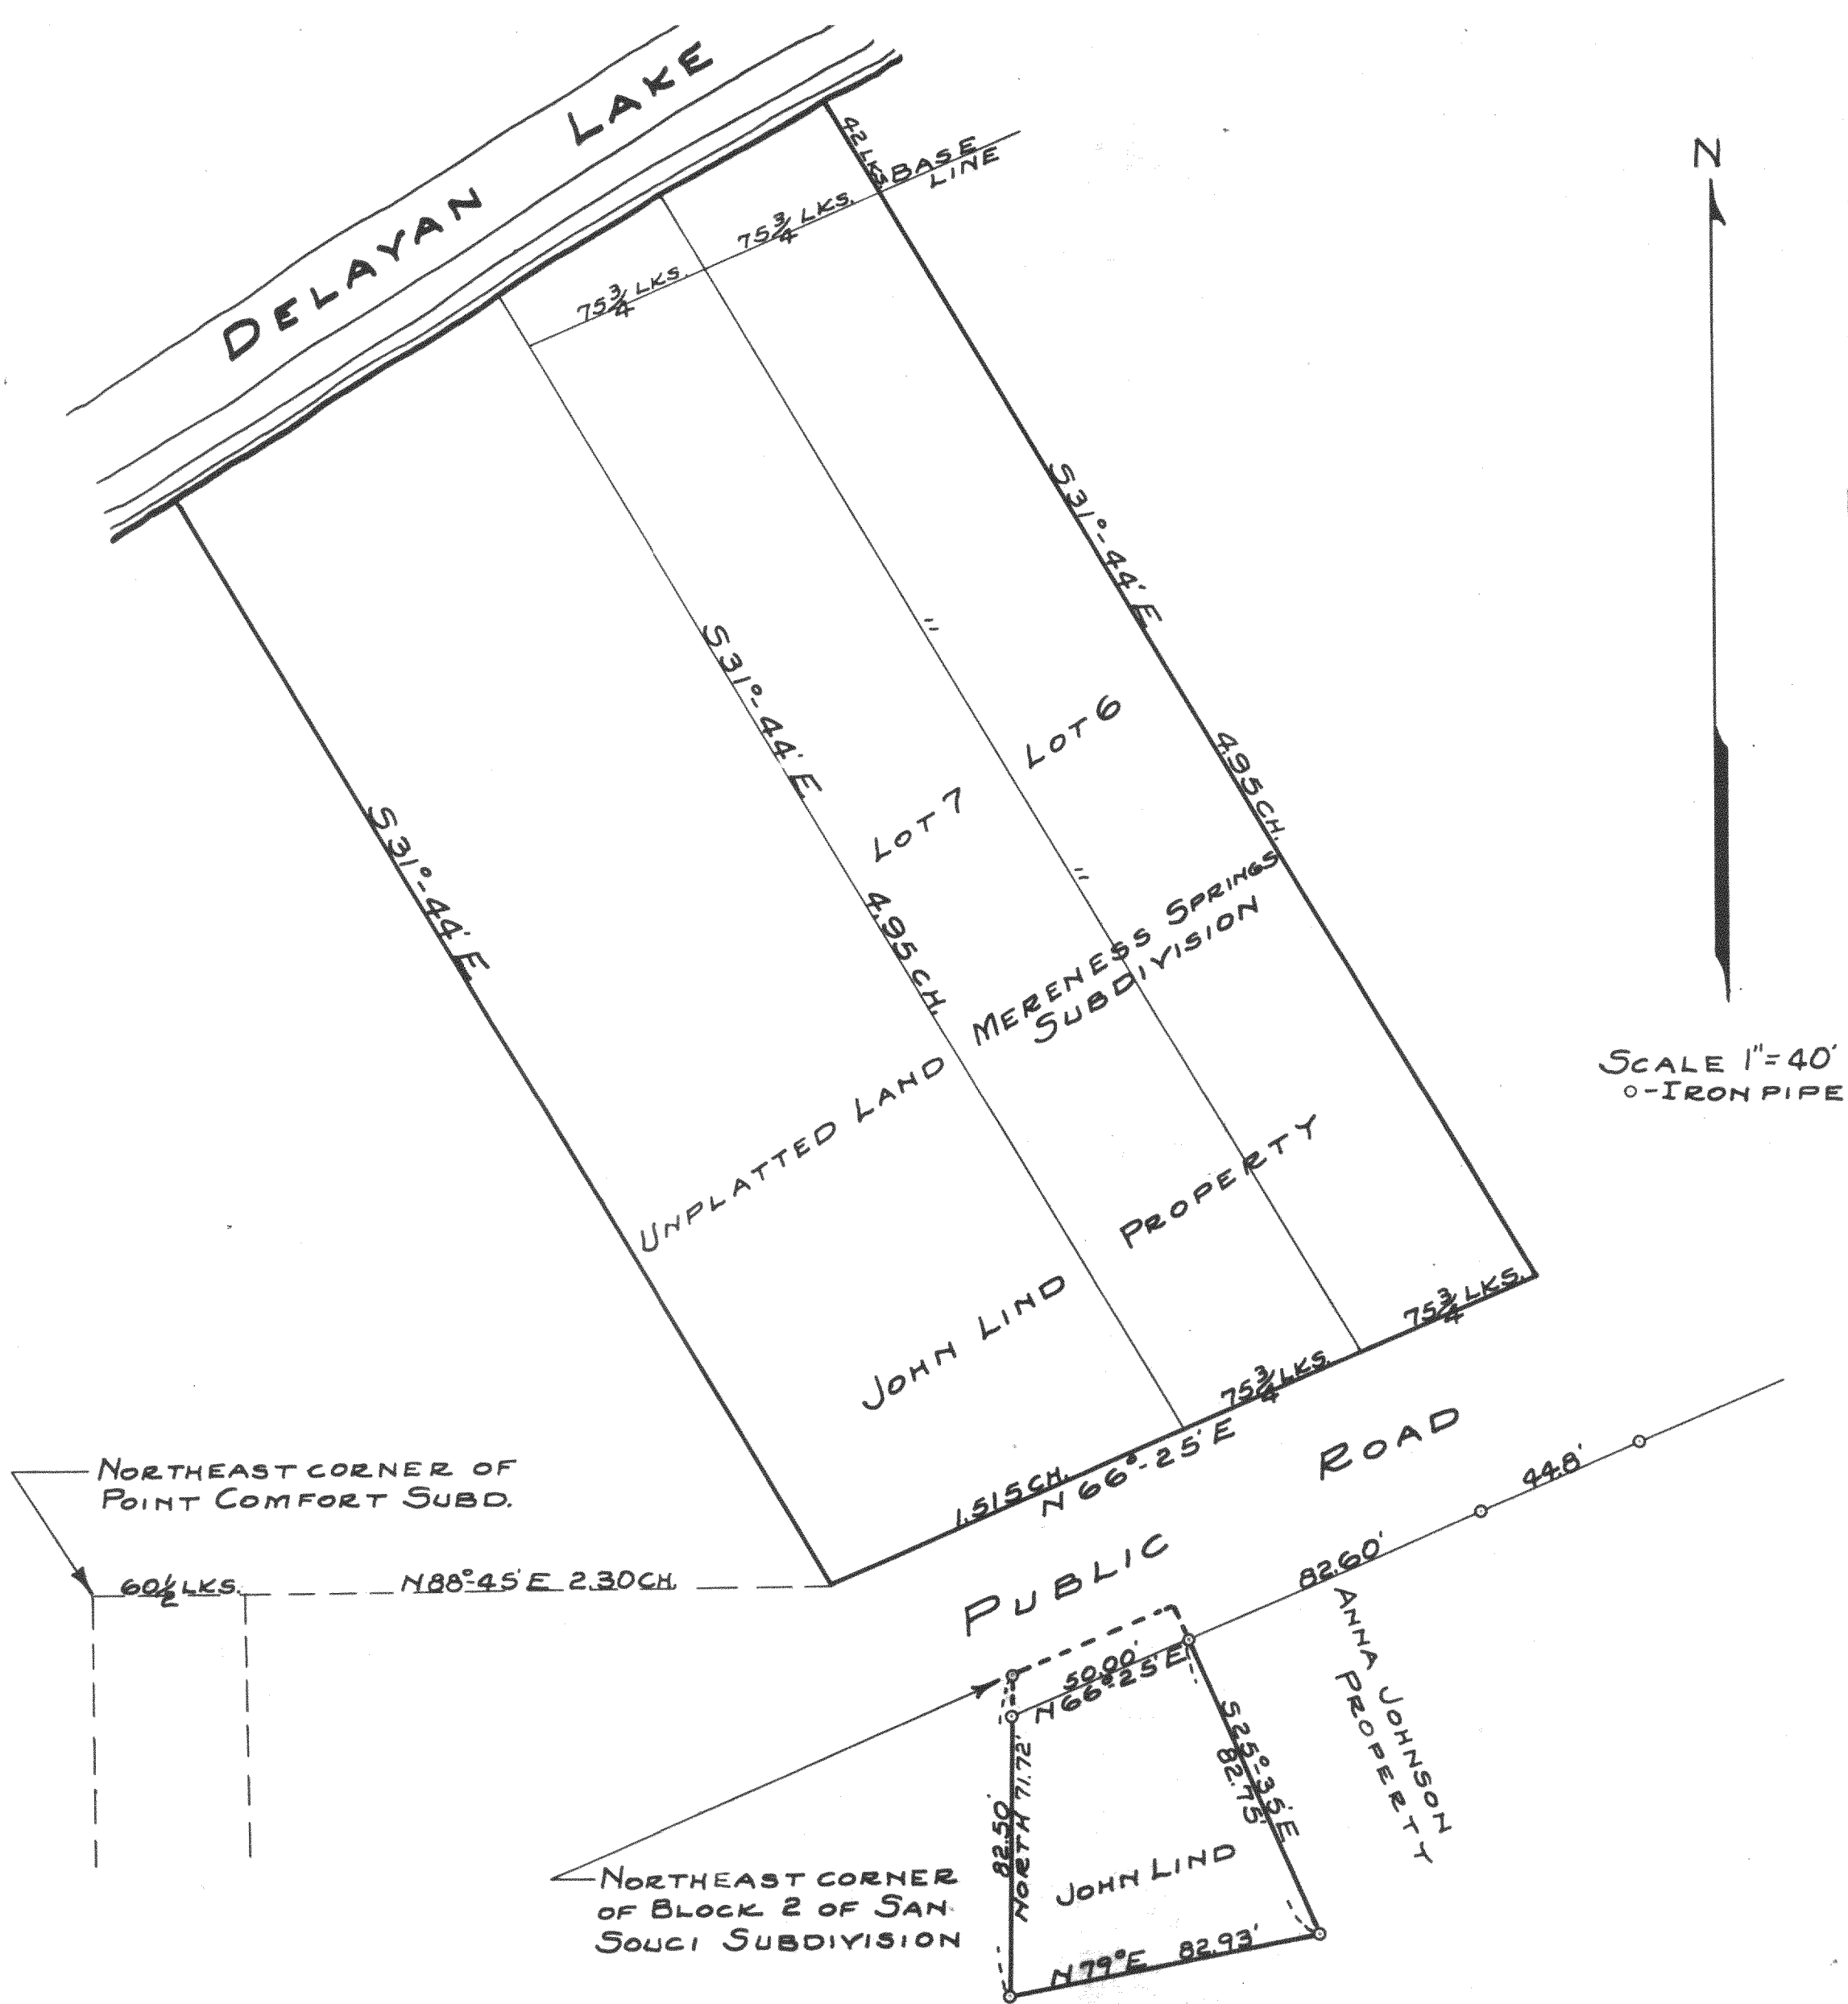 DELAVAN LAKE
42 LKS.
BASE
LINE
75 3/4 LKS.
75 3/4 LKS.
N
S 31°-44' E.
S 31°-44' E.
S 31°-44' E.
"
"
LOT 6
LOT 7
4.95 CH.
4.95 CH.
MERENESS SPRINGS
SUBDIVISION
UNPLATTED LAND
SCALE 1"=40'
o-IRON PIPE
JOHN LIND PROPERTY
75 3/4 LKS.
75 3/4 LKS.
1.515 CH.
N 66°-25' E
PUBLIC ROAD
NORTHEAST CORNER OF
POINT COMFORT SUBD.
60 1/2 LKS.
N 88°-45' E 2.30 CH.
44.8'
82.60'
ANNA JOHNSON
PROPERTY
50.00'
N 66°-25' E
S 25°-35' E.
82.75'
82.50'
NORTH 71.72'
JOHN LIND
N 79° E 82.93'
NORTHEAST CORNER
OF BLOCK 2 OF SAN
SOUCI SUBDIVISION